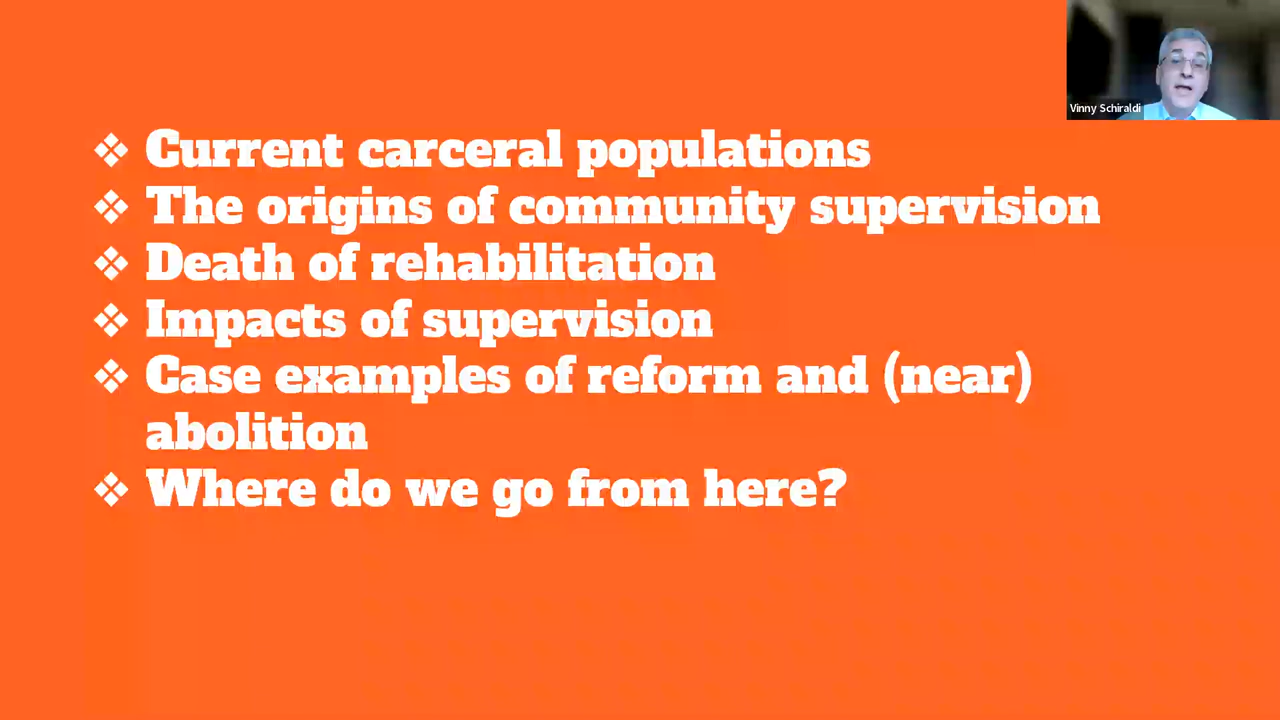 Vinny Schiraldi
❖ Current carceral populations
❖ The origins of community supervision
❖ Death of rehabilitation
❖ Impacts of supervision
❖ Case examples of reform and (near)
abolition
❖ Where do we go from here?